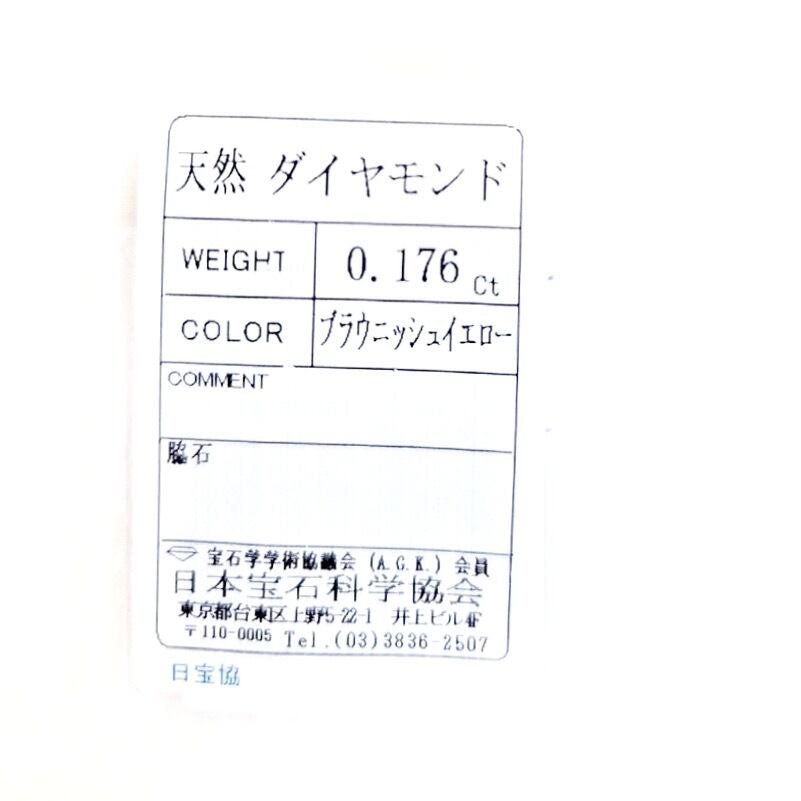 天然 ダイヤモンド
WEIGHT 0.176 Ct
COLOR ブラウニッシュイエロー
COMMENT
脇石
宝石学学術協議会 (A.G.K.) 会員
日本宝石科学協会
東京都台東区上野5-22-1 井上ビル4F
〒110-0005 Tel.(03)3836-2507
日宝協